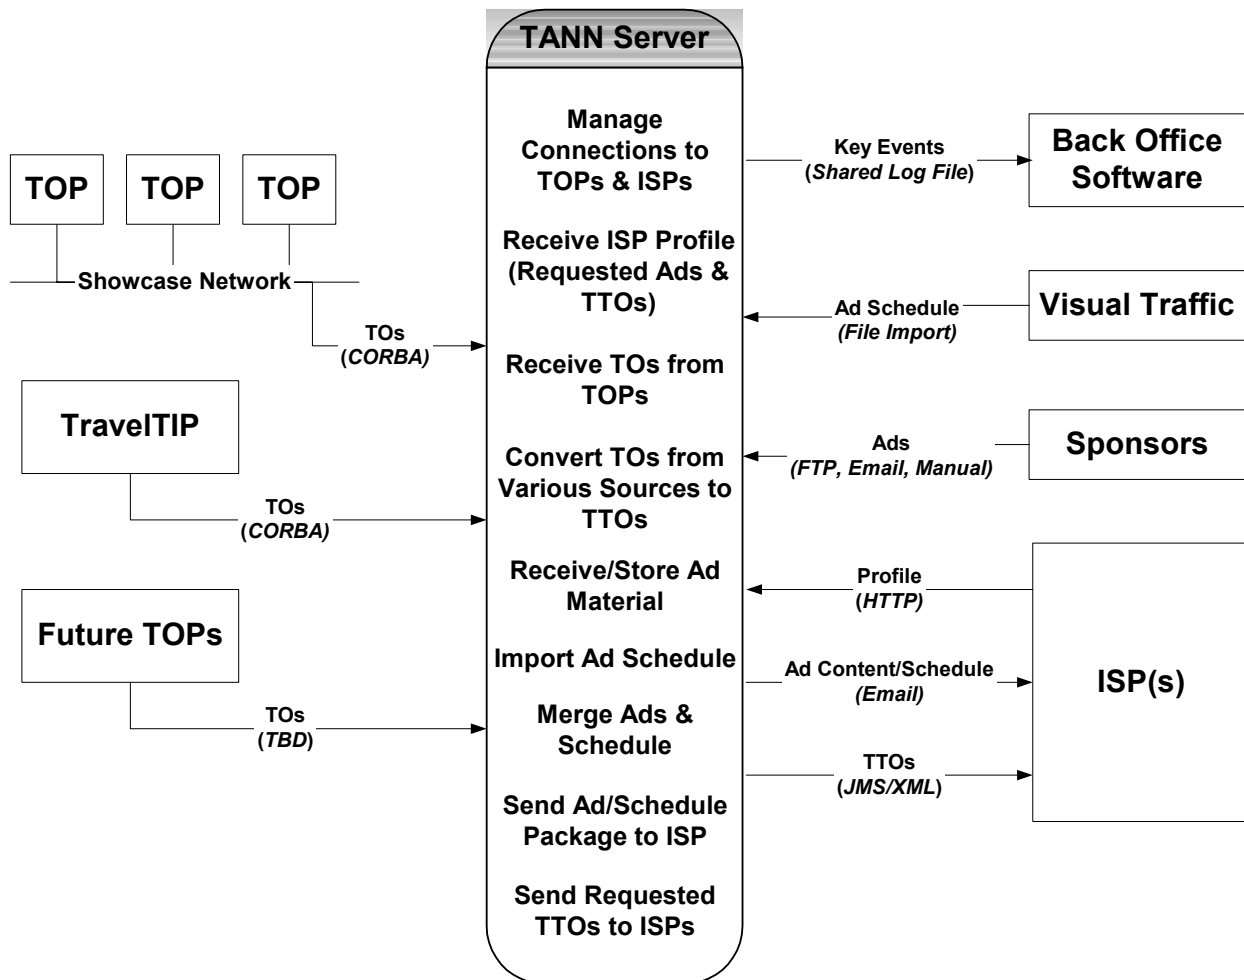 TANN Server
Manage
Connections to
TOPs & ISPs
Receive ISP Profile
(Requested Ads &
TTOs)
Receive TOs from
TOPs
Convert TOs from
Various Sources to
TTOs
Receive/Store Ad
Material
Import Ad Schedule
Merge Ads &
Schedule
Send Ad/Schedule
Package to ISP
Send Requested
TTOs to ISPs
TOP
TOP
TOP
Showcase Network
TOs
(CORBA)
TravelTIP
TOs
(CORBA)
Future TOPs
TOs
(TBD)
Key Events
(Shared Log File)
Back Office
Software
Ad Schedule
(File Import)
Visual Traffic
Ads
(FTP, Email, Manual)
Sponsors
Profile
(HTTP)
Ad Content/Schedule
(Email)
TTOs
(JMS/XML)
ISP(s)